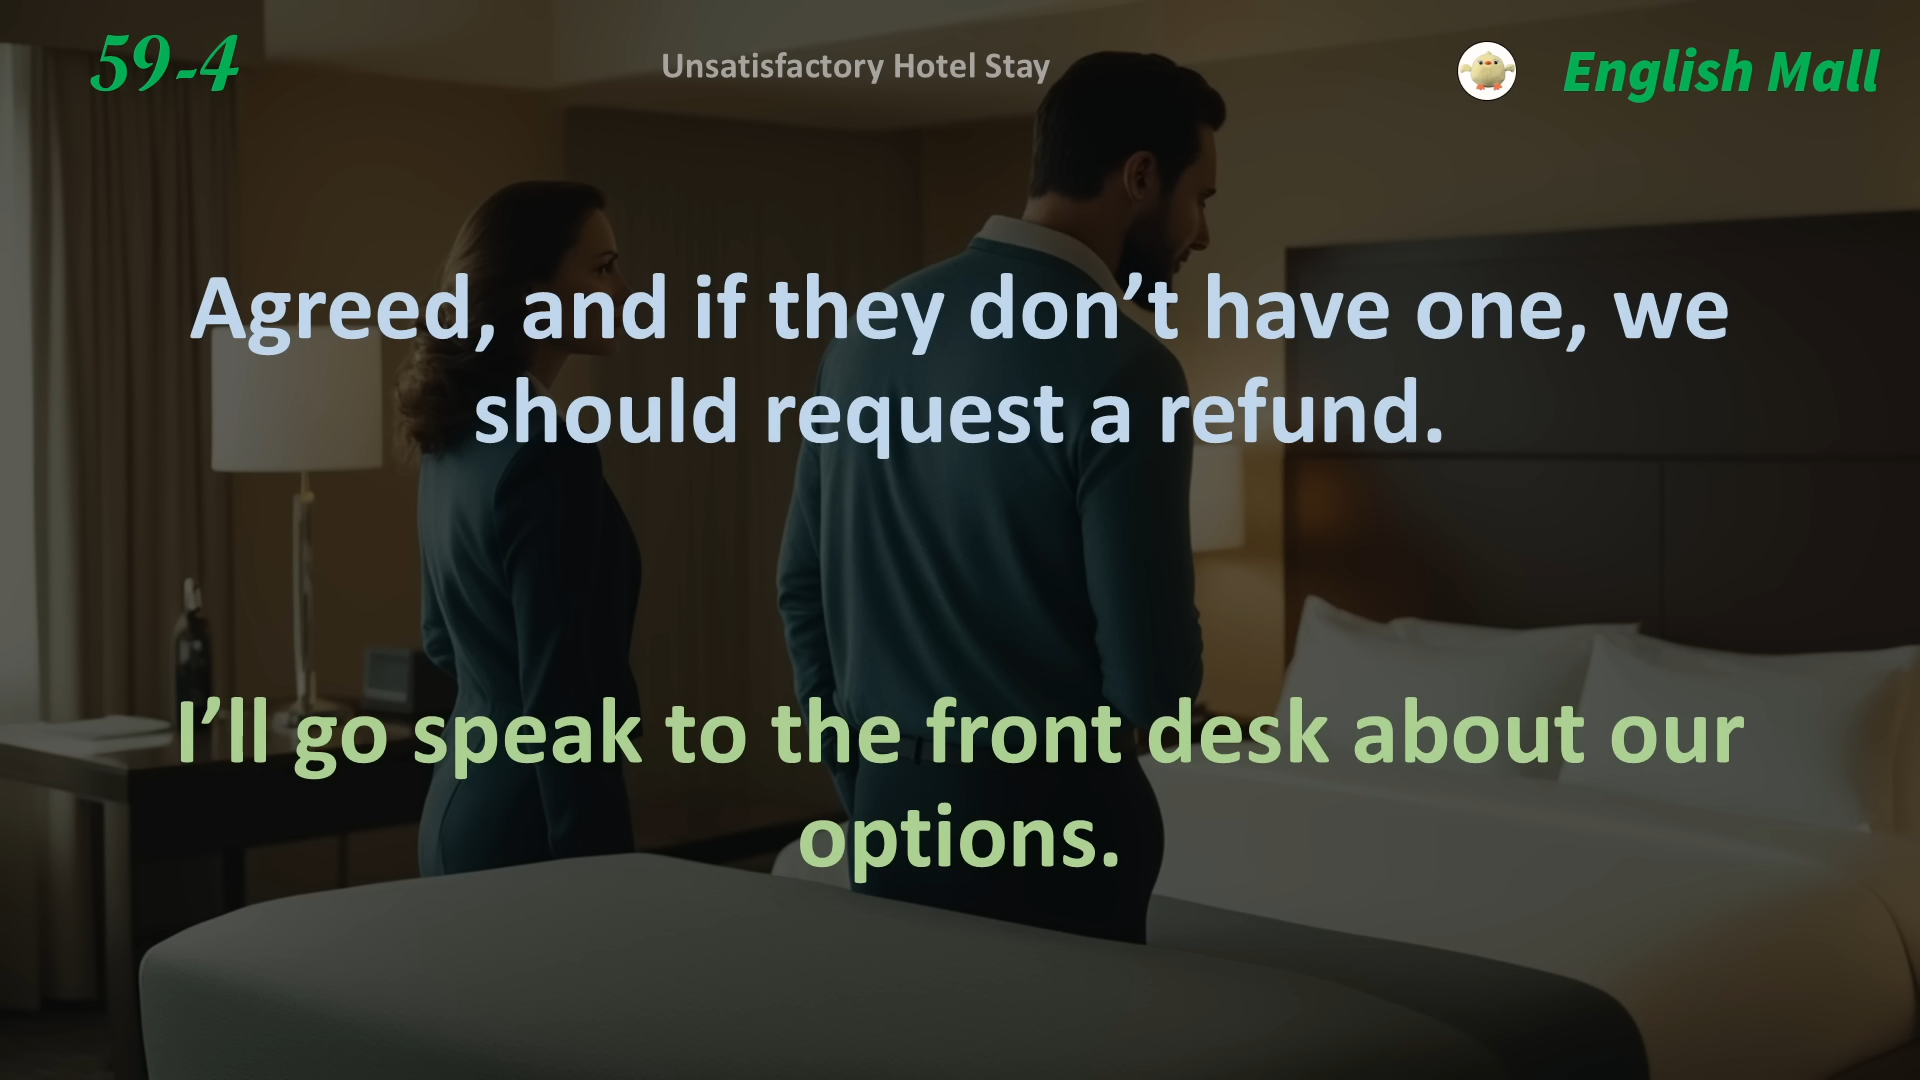 59-4
Unsatisfactory Hotel Stay
English Mall
Agreed, and if they don’t have one, we
should request a refund.
I’ll go speak to the front desk about our
options.